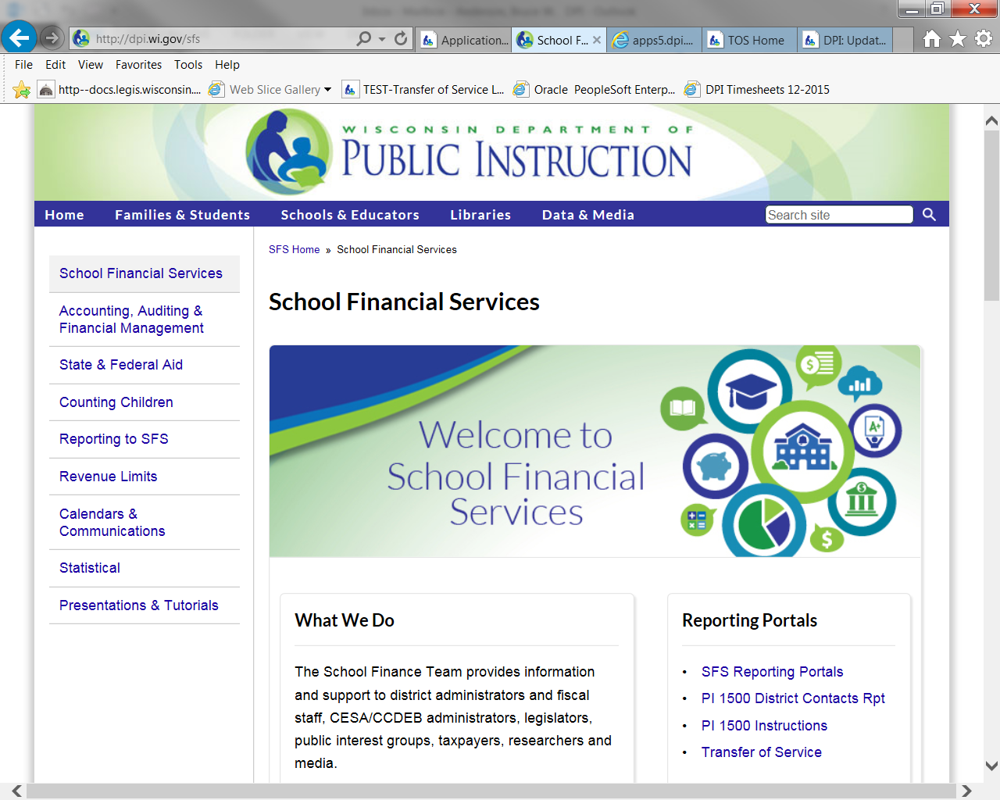 http://dpi.wi.gov/sfs
Application...
School F...
apps5.dpi....
TOS Home
DPI: Updat...
File Edit View Favorites Tools Help
http--docs.legis.wisconsin....
Web Slice Gallery
TEST-Transfer of Service L...
Oracle PeopleSoft Enterp...
DPI Timesheets 12-2015
WISCONSIN DEPARTMENT OF
PUBLIC INSTRUCTION
Home Families & Students Schools & Educators Libraries Data & Media Search site
SFS Home » School Financial Services
School Financial Services
Accounting, Auditing &
Financial Management
State & Federal Aid
Counting Children
Reporting to SFS
Revenue Limits
Calendars &
Communications
Statistical
Presentations & Tutorials
School Financial Services
Welcome to
School Financial
Services
A+
What We Do
The School Finance Team provides information
and support to district administrators and fiscal
staff, CESA/CCDEB administrators, legislators,
public interest groups, taxpayers, researchers and
media.
Reporting Portals
• SFS Reporting Portals
• PI 1500 District Contacts Rpt
• PI 1500 Instructions
• Transfer of Service